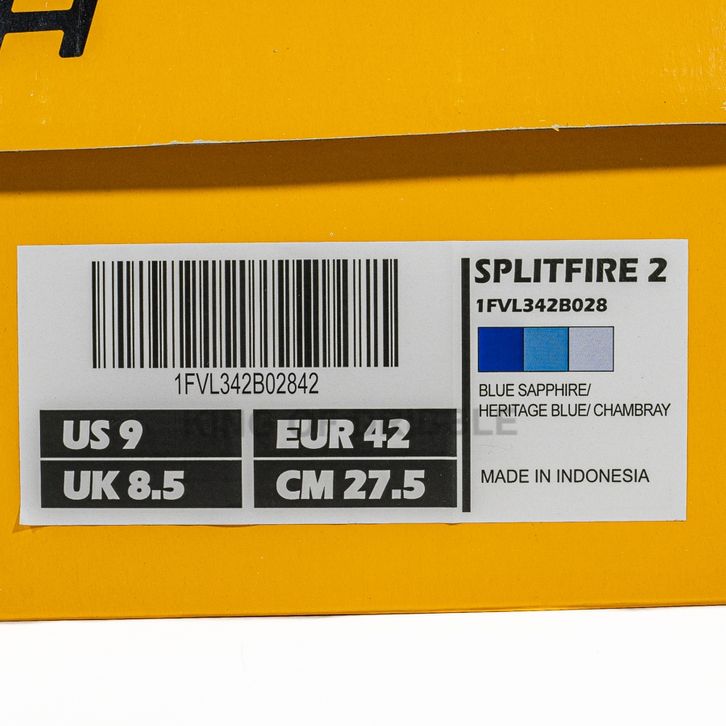 1FVL342B02842
US 9
EUR 42
UK 8.5
CM 27.5
SPLITFIRE 2
1FVL342B028
BLUE SAPPHIRE/
HERITAGE BLUE/ CHAMBRAY
MADE IN INDONESIA